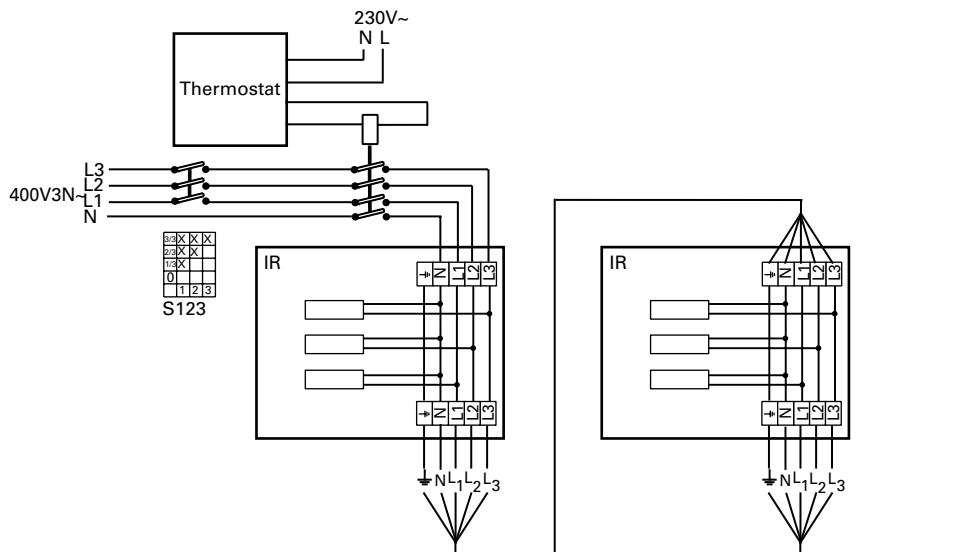 230V~
N L
Thermostat
L3
L2
400V3N~ L1
N
3/3 X X X
2/3 X X
1/3 X
0
1 2 3
S123
IR
⏚ N L1 L2 L3
⏚ N L1 L2 L3
⏚ N L1 L2 L3
IR
⏚ N L1 L2 L3
⏚ N L1 L2 L3
⏚ N L1 L2 L3